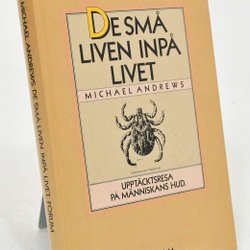 DE SMÅ
LIVEN INPÅ
LIVET
MICHAEL ANDREWS
UPPTÄCKTSRESA
PÅ MÄNNISKANS HUD.
MICHAEL ANDREWS DE SMÅ LIVEN INPÅ LIVET FORUM